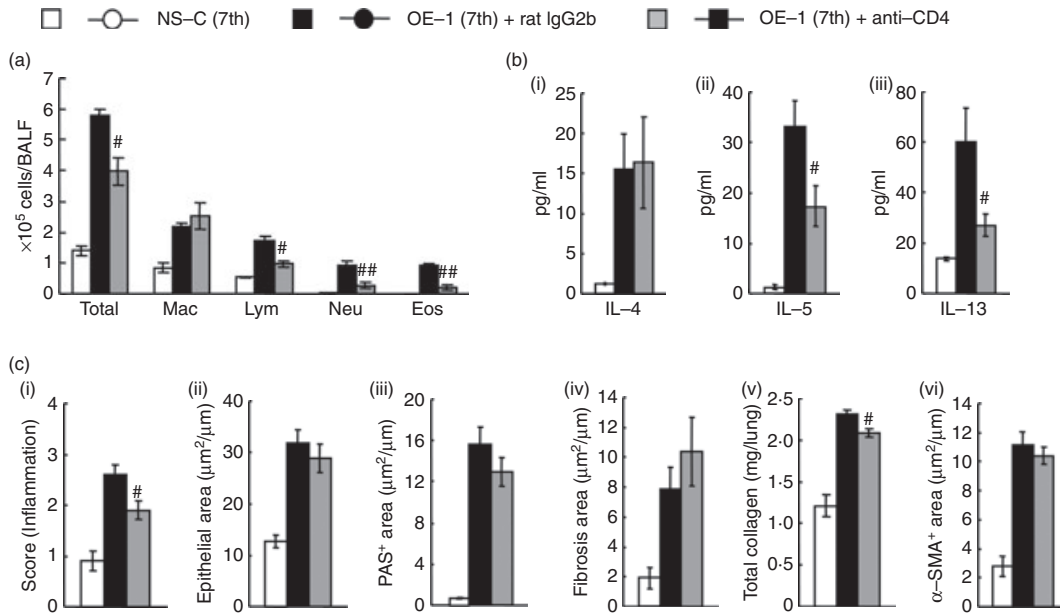 NS–C (7th) OE–1 (7th) + rat IgG2b OE–1 (7th) + anti–CD4
(a)
×10⁵ cells/BALF
7
6
5
4
3
2
1
0
#
#
##
##
Total Mac Lym Neu Eos
(b)
(i)
pg/ml
25
20
15
10
5
0
IL–4
(ii)
pg/ml
40
30
20
10
0
#
IL–5
(iii)
pg/ml
80
60
40
20
0
#
IL–13
(c)
(i)
Score (Inflammation)
4
3
2
1
0
#
(ii)
Epithelial area (μm²/μm)
40
30
20
10
0
(iii)
PAS⁺ area (μm²/μm)
20
16
12
8
4
0
(iv)
Fibrosis area (μm²/μm)
14
12
10
8
6
4
2
0
(v)
Total collagen (mg/lung)
2·5
2·0
1·5
1·0
0·5
0
#
(vi)
α–SMA⁺ area (μm²/μm)
14
12
10
8
6
4
2
0